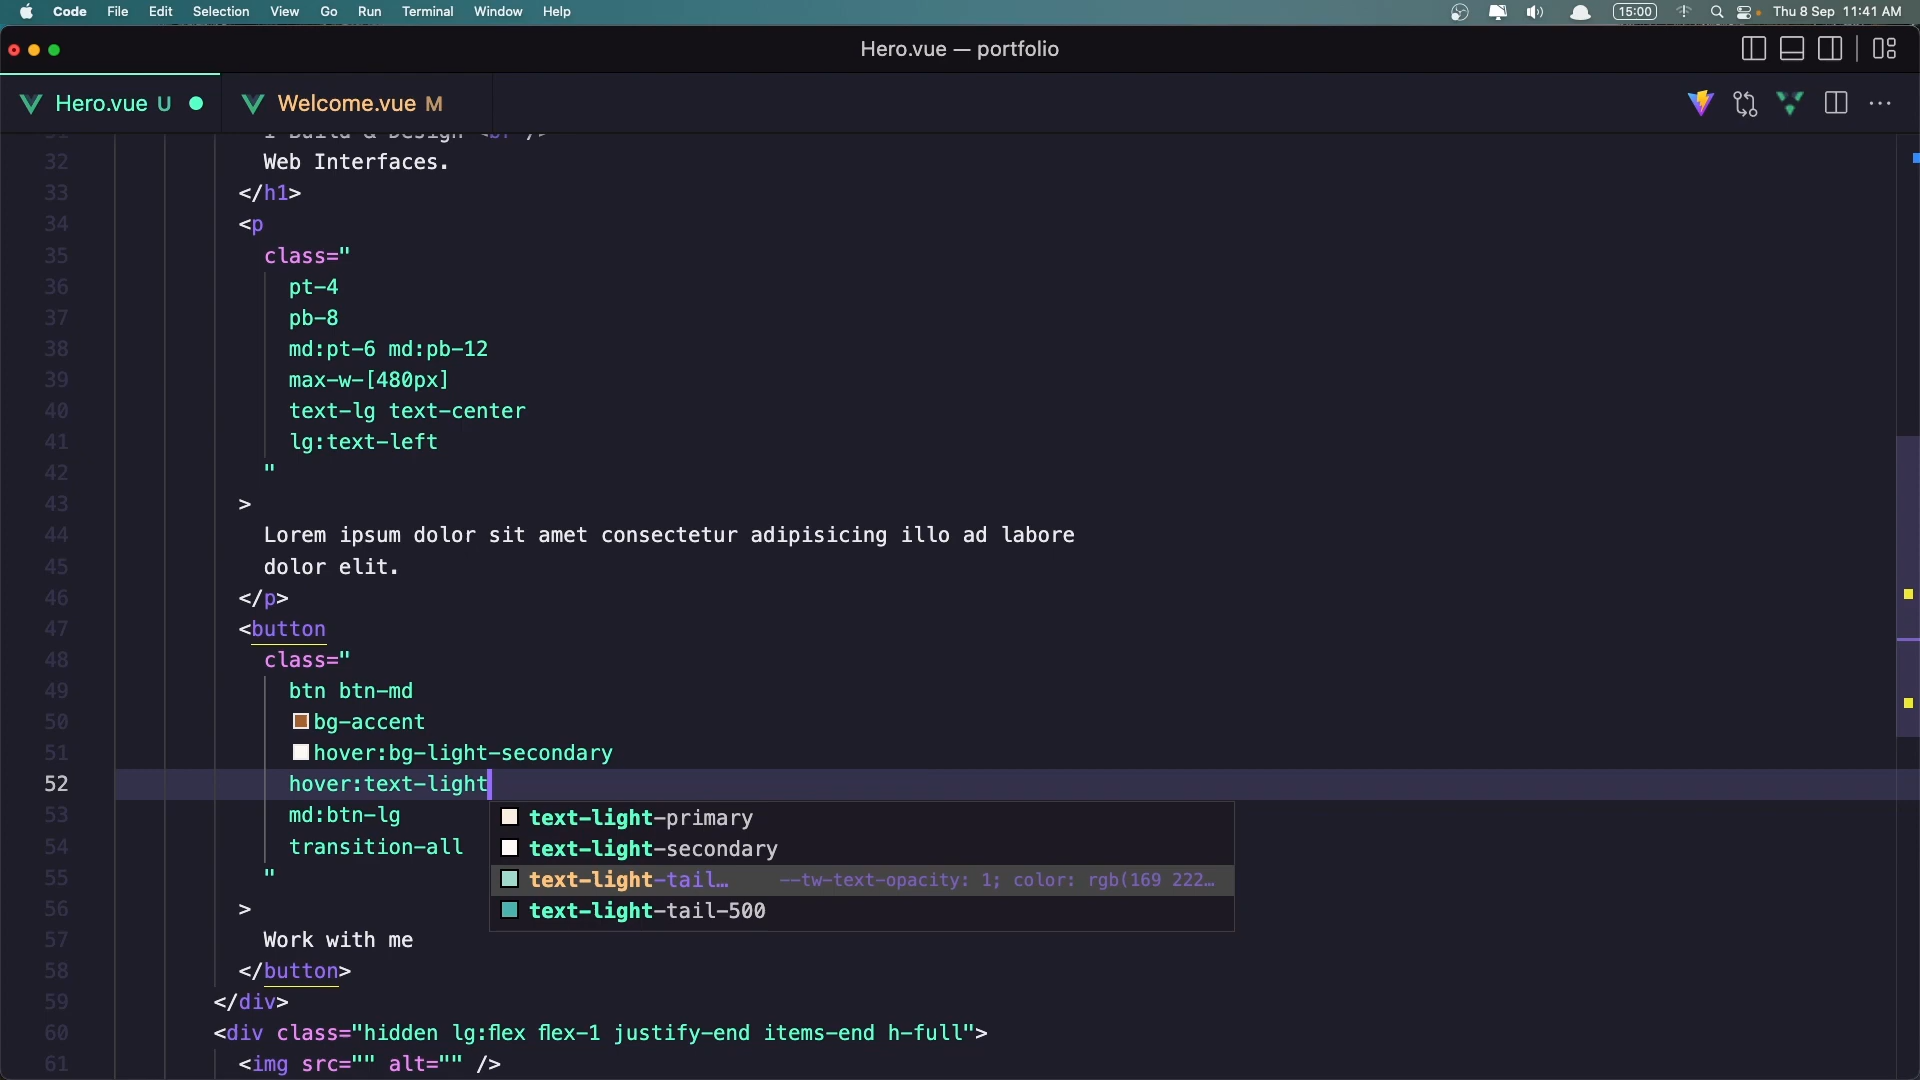 Code File Edit Selection View Go Run Terminal Window Help 15:00 Thu 8 Sep 11:41 AM
Hero.vue — portfolio
Hero.vue U Welcome.vue M
31 I Build & Design <br />
32 Web Interfaces.
33 </h1>
34 <p
35 class="
36 pt-4
37 pb-8
38 md:pt-6 md:pb-12
39 max-w-[480px]
40 text-lg text-center
41 lg:text-left
42 "
43 >
44 Lorem ipsum dolor sit amet consectetur adipisicing illo ad labore
45 dolor elit.
46 </p>
47 <button
48 class="
49 btn btn-md
50 bg-accent
51 hover:bg-light-secondary
52 hover:text-light
53 md:btn-lg
text-light-primary
54 transition-all
text-light-secondary
55 "
text-light-tail… --tw-text-opacity: 1; color: rgb(169 222…
56 >
text-light-tail-500
57 Work with me
58 </button>
59 </div>
60 <div class="hidden lg:flex flex-1 justify-end items-end h-full">
61 <img src="" alt="" />